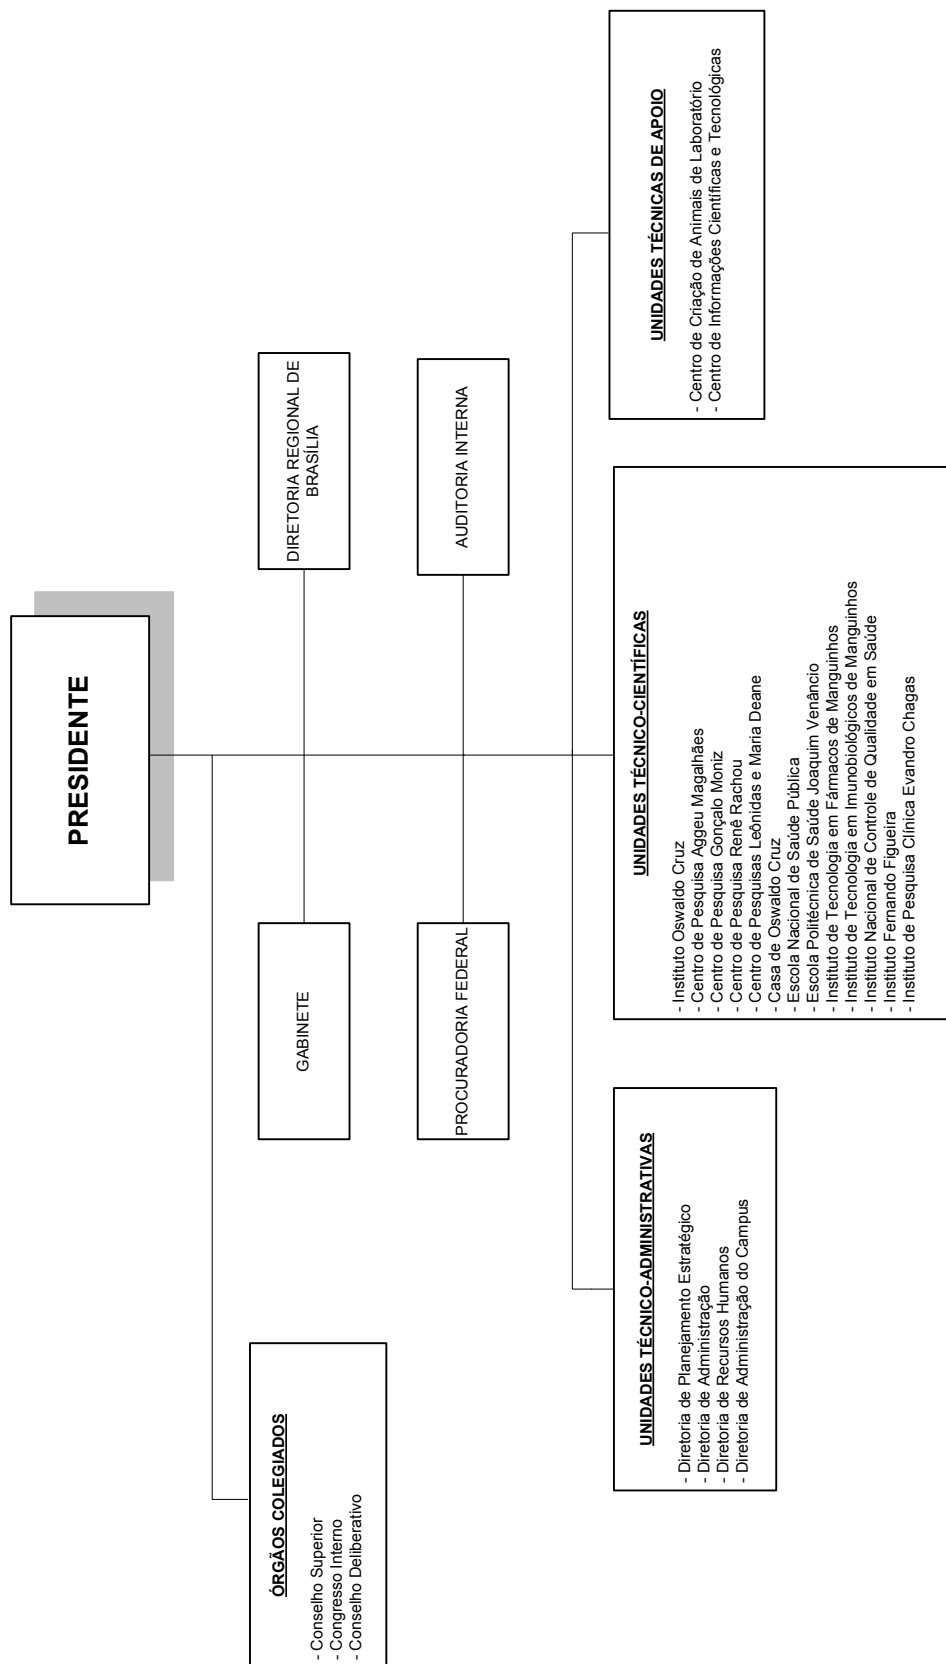 PRESIDENTE
ÓRGÃOS COLEGIADOS
- Conselho Superior
- Congresso Interno
- Conselho Deliberativo
GABINETE
DIRETORIA REGIONAL DE
BRASÍLIA
PROCURADORIA FEDERAL
AUDITORIA INTERNA
UNIDADES TÉCNICO-ADMINISTRATIVAS
- Diretoria de Planejamento Estratégico
- Diretoria de Administração
- Diretoria de Recursos Humanos
- Diretoria de Administração do Campus
UNIDADES TÉCNICO-CIENTÍFICAS
- Instituto Oswaldo Cruz
- Centro de Pesquisa Aggeu Magalhães
- Centro de Pesquisa Gonçalo Moniz
- Centro de Pesquisa Renê Rachou
- Centro de Pesquisas Leônidas e Maria Deane
- Casa de Oswaldo Cruz
- Escola Nacional de Saúde Pública
- Escola Politécnica de Saúde Joaquim Venâncio
- Instituto de Tecnologia em Fármacos de Manguinhos
- Instituto de Tecnologia em Imunobiológicos de Manguinhos
- Instituto Nacional de Controle de Qualidade em Saúde
- Instituto Fernando Figueira
- Instituto de Pesquisa Clínica Evandro Chagas
UNIDADES TÉCNICAS DE APOIO
- Centro de Criação de Animais de Laboratório
- Centro de Informações Científicas e Tecnológicas